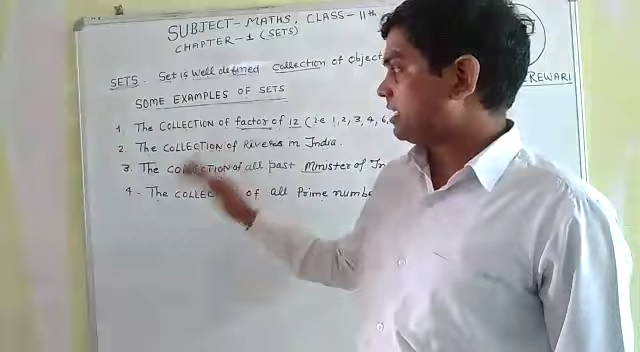 SUBJECT-MATHS, CLASS-11th
CHAPTER-1 (SETS)
SETS. Set is well defined collection of object
REWARI
SOME EXAMPLES OF SETS
1. The COLLECTION of factor of 12 (i.e 1,2,3,4,6,
2. The COLLECTION of Rivers in India.
3. The COLLECTION of all past Minister of In
4. The COLLEC of all Prime numbe